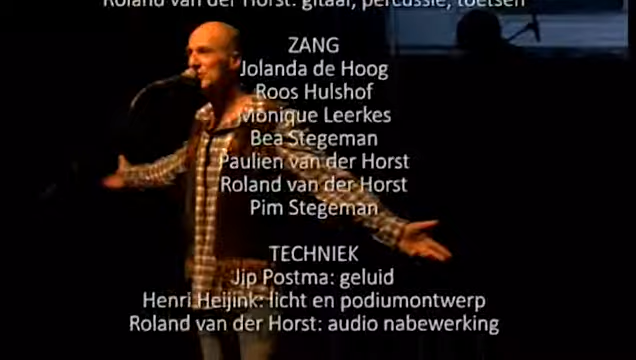 Roland van der Horst: gitaar, percussie, toetsen
ZANG
Jolanda de Hoog
Roos Hulshof
Monique Leerkes
Bea Stegeman
Paulien van der Horst
Roland van der Horst
Pim Stegeman
TECHNIEK
Jip Postma: geluid
Henri Heijink: licht en podiumontwerp
Roland van der Horst: audio nabewerking